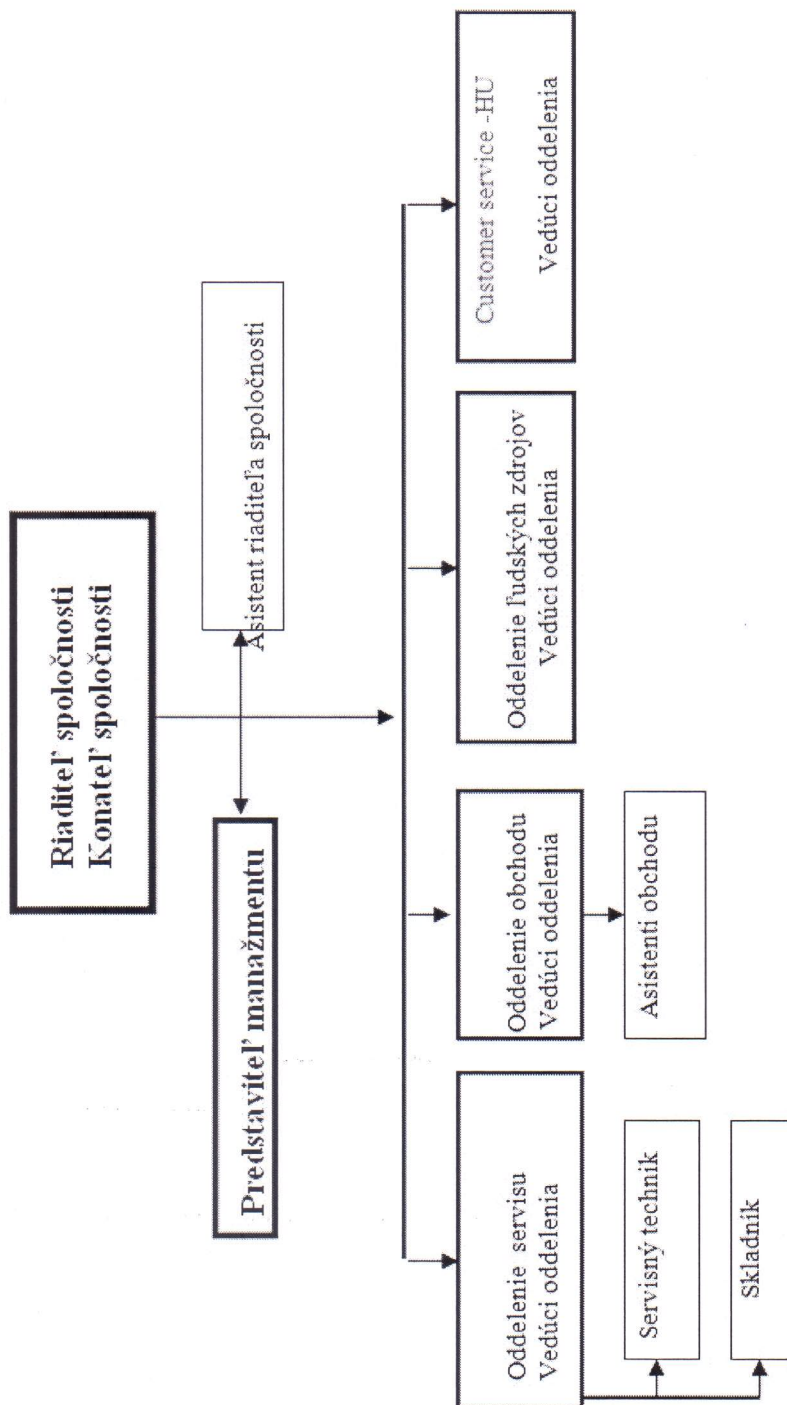 Riaditeľ spoločnosti
Konateľ spoločnosti
Predstaviteľ manažmentu
Asistent riaditeľa spoločnosti
Oddelenie servisu
Vedúci oddelenia
Oddelenie obchodu
Vedúci oddelenia
Oddelenie ľudských zdrojov
Vedúci oddelenia
Customer service -HU
Vedúci oddelenia
Servisný technik
Asistenti obchodu
Skladník